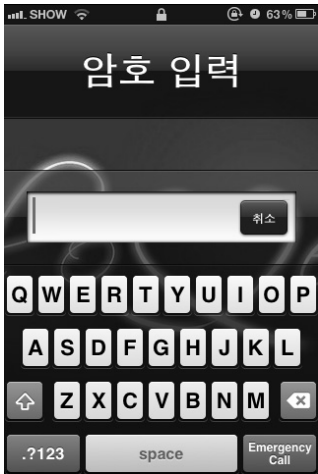 SHOW 63%
암호 입력
취소
Q W E R T Y U I O P
A S D F G H J K L
Z X C V B N M
.?123 space Emergency
Call